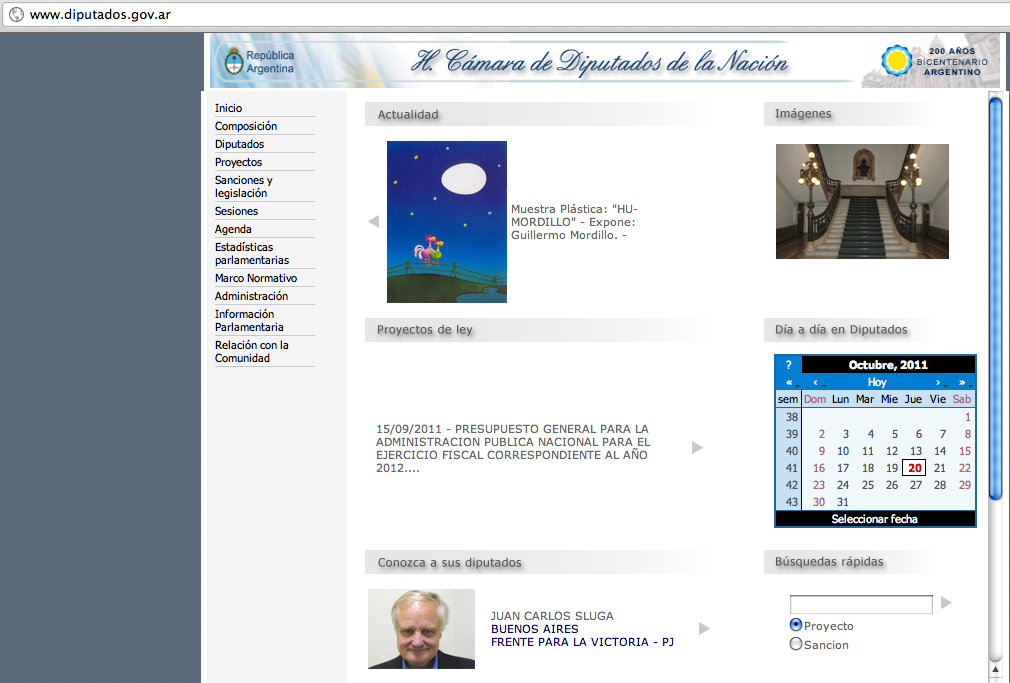 www.diputados.gov.ar
República
Argentina
H. Cámara de Diputados de la Nación
200 AÑOS
BICENTENARIO
ARGENTINO
Inicio
Composición
Diputados
Proyectos
Sanciones y
legislación
Sesiones
Agenda
Estadísticas
parlamentarias
Marco Normativo
Administración
Información
Parlamentaria
Relación con la
Comunidad
Actualidad
Muestra Plástica: "HU-
MORDILLO" - Expone:
Guillermo Mordillo. -
Proyectos de ley
15/09/2011 - PRESUPUESTO GENERAL PARA LA
ADMINISTRACION PUBLICA NACIONAL PARA EL
EJERCICIO FISCAL CORRESPONDIENTE AL AÑO
2012....
Conozca a sus diputados
JUAN CARLOS SLUGA
BUENOS AIRES
FRENTE PARA LA VICTORIA - PJ
Imágenes
Día a día en Diputados
? Octubre, 2011
« ‹ Hoy › »
sem Dom Lun Mar Mie Jue Vie Sab
38 1
39 2 3 4 5 6 7 8
40 9 10 11 12 13 14 15
41 16 17 18 19 20 21 22
42 23 24 25 26 27 28 29
43 30 31
Seleccionar fecha
Búsquedas rápidas
Proyecto
Sancion